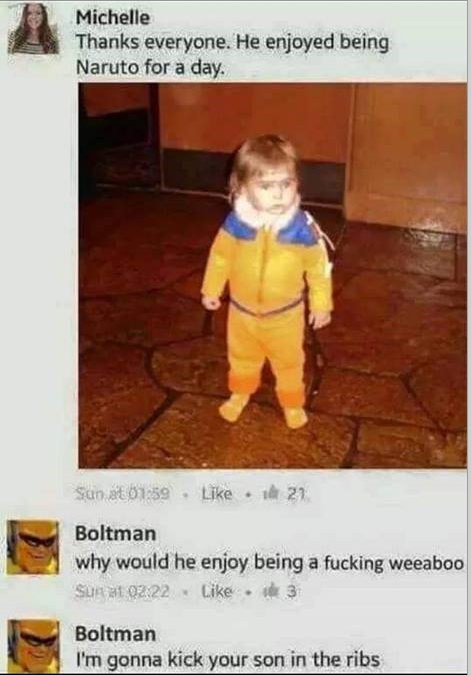 Michelle
Thanks everyone. He enjoyed being
Naruto for a day.
Sun at 01:59 • Like • 21
Boltman
why would he enjoy being a fucking weeaboo
Sun at 02:22 • Like • 3
Boltman
I'm gonna kick your son in the ribs